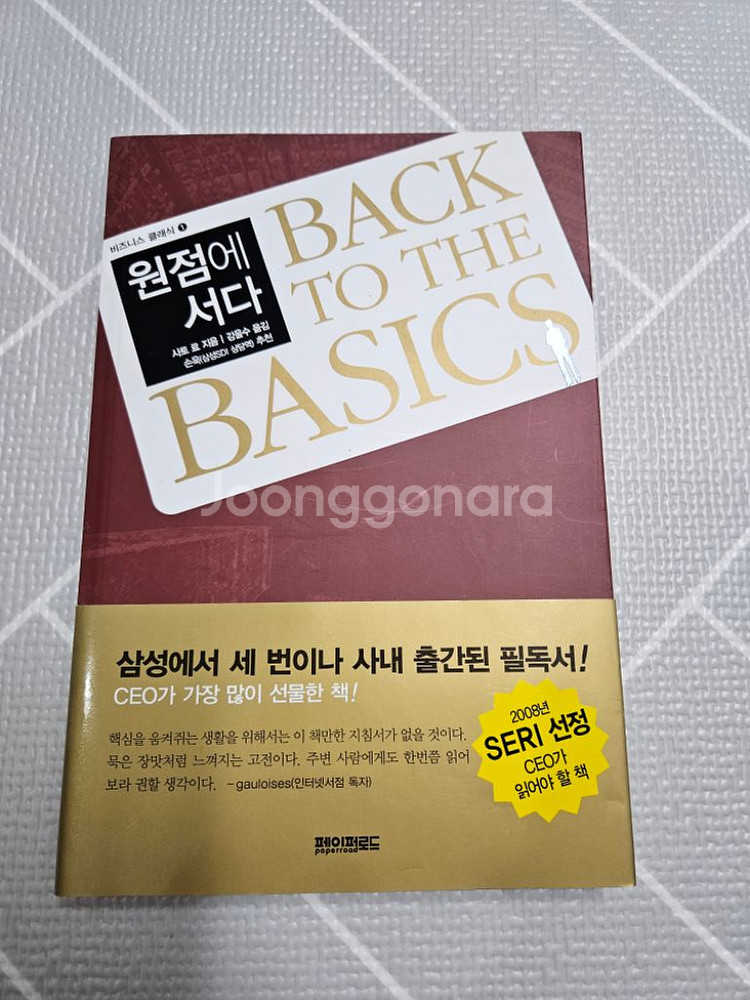 비즈니스 클래식 1
원점에
서다
사토 료 지음 | 강을수 옮김
손욱(삼성SDI 상담역) 추천
BACK
TO THE
BASICS
Joonggonara
삼성에서 세 번이나 사내 출간된 필독서!
CEO가 가장 많이 선물한 책!
핵심을 움켜쥐는 생활을 위해서는 이 책만한 지침서가 없을 것이다.
묵은 장맛처럼 느껴지는 고전이다. 주변 사람에게도 한번쯤 읽어
보라 권할 생각이다. –gauloises(인터넷서점 독자)
2008년
SERI 선정
CEO가
읽어야 할 책
페이퍼로드
paperroad